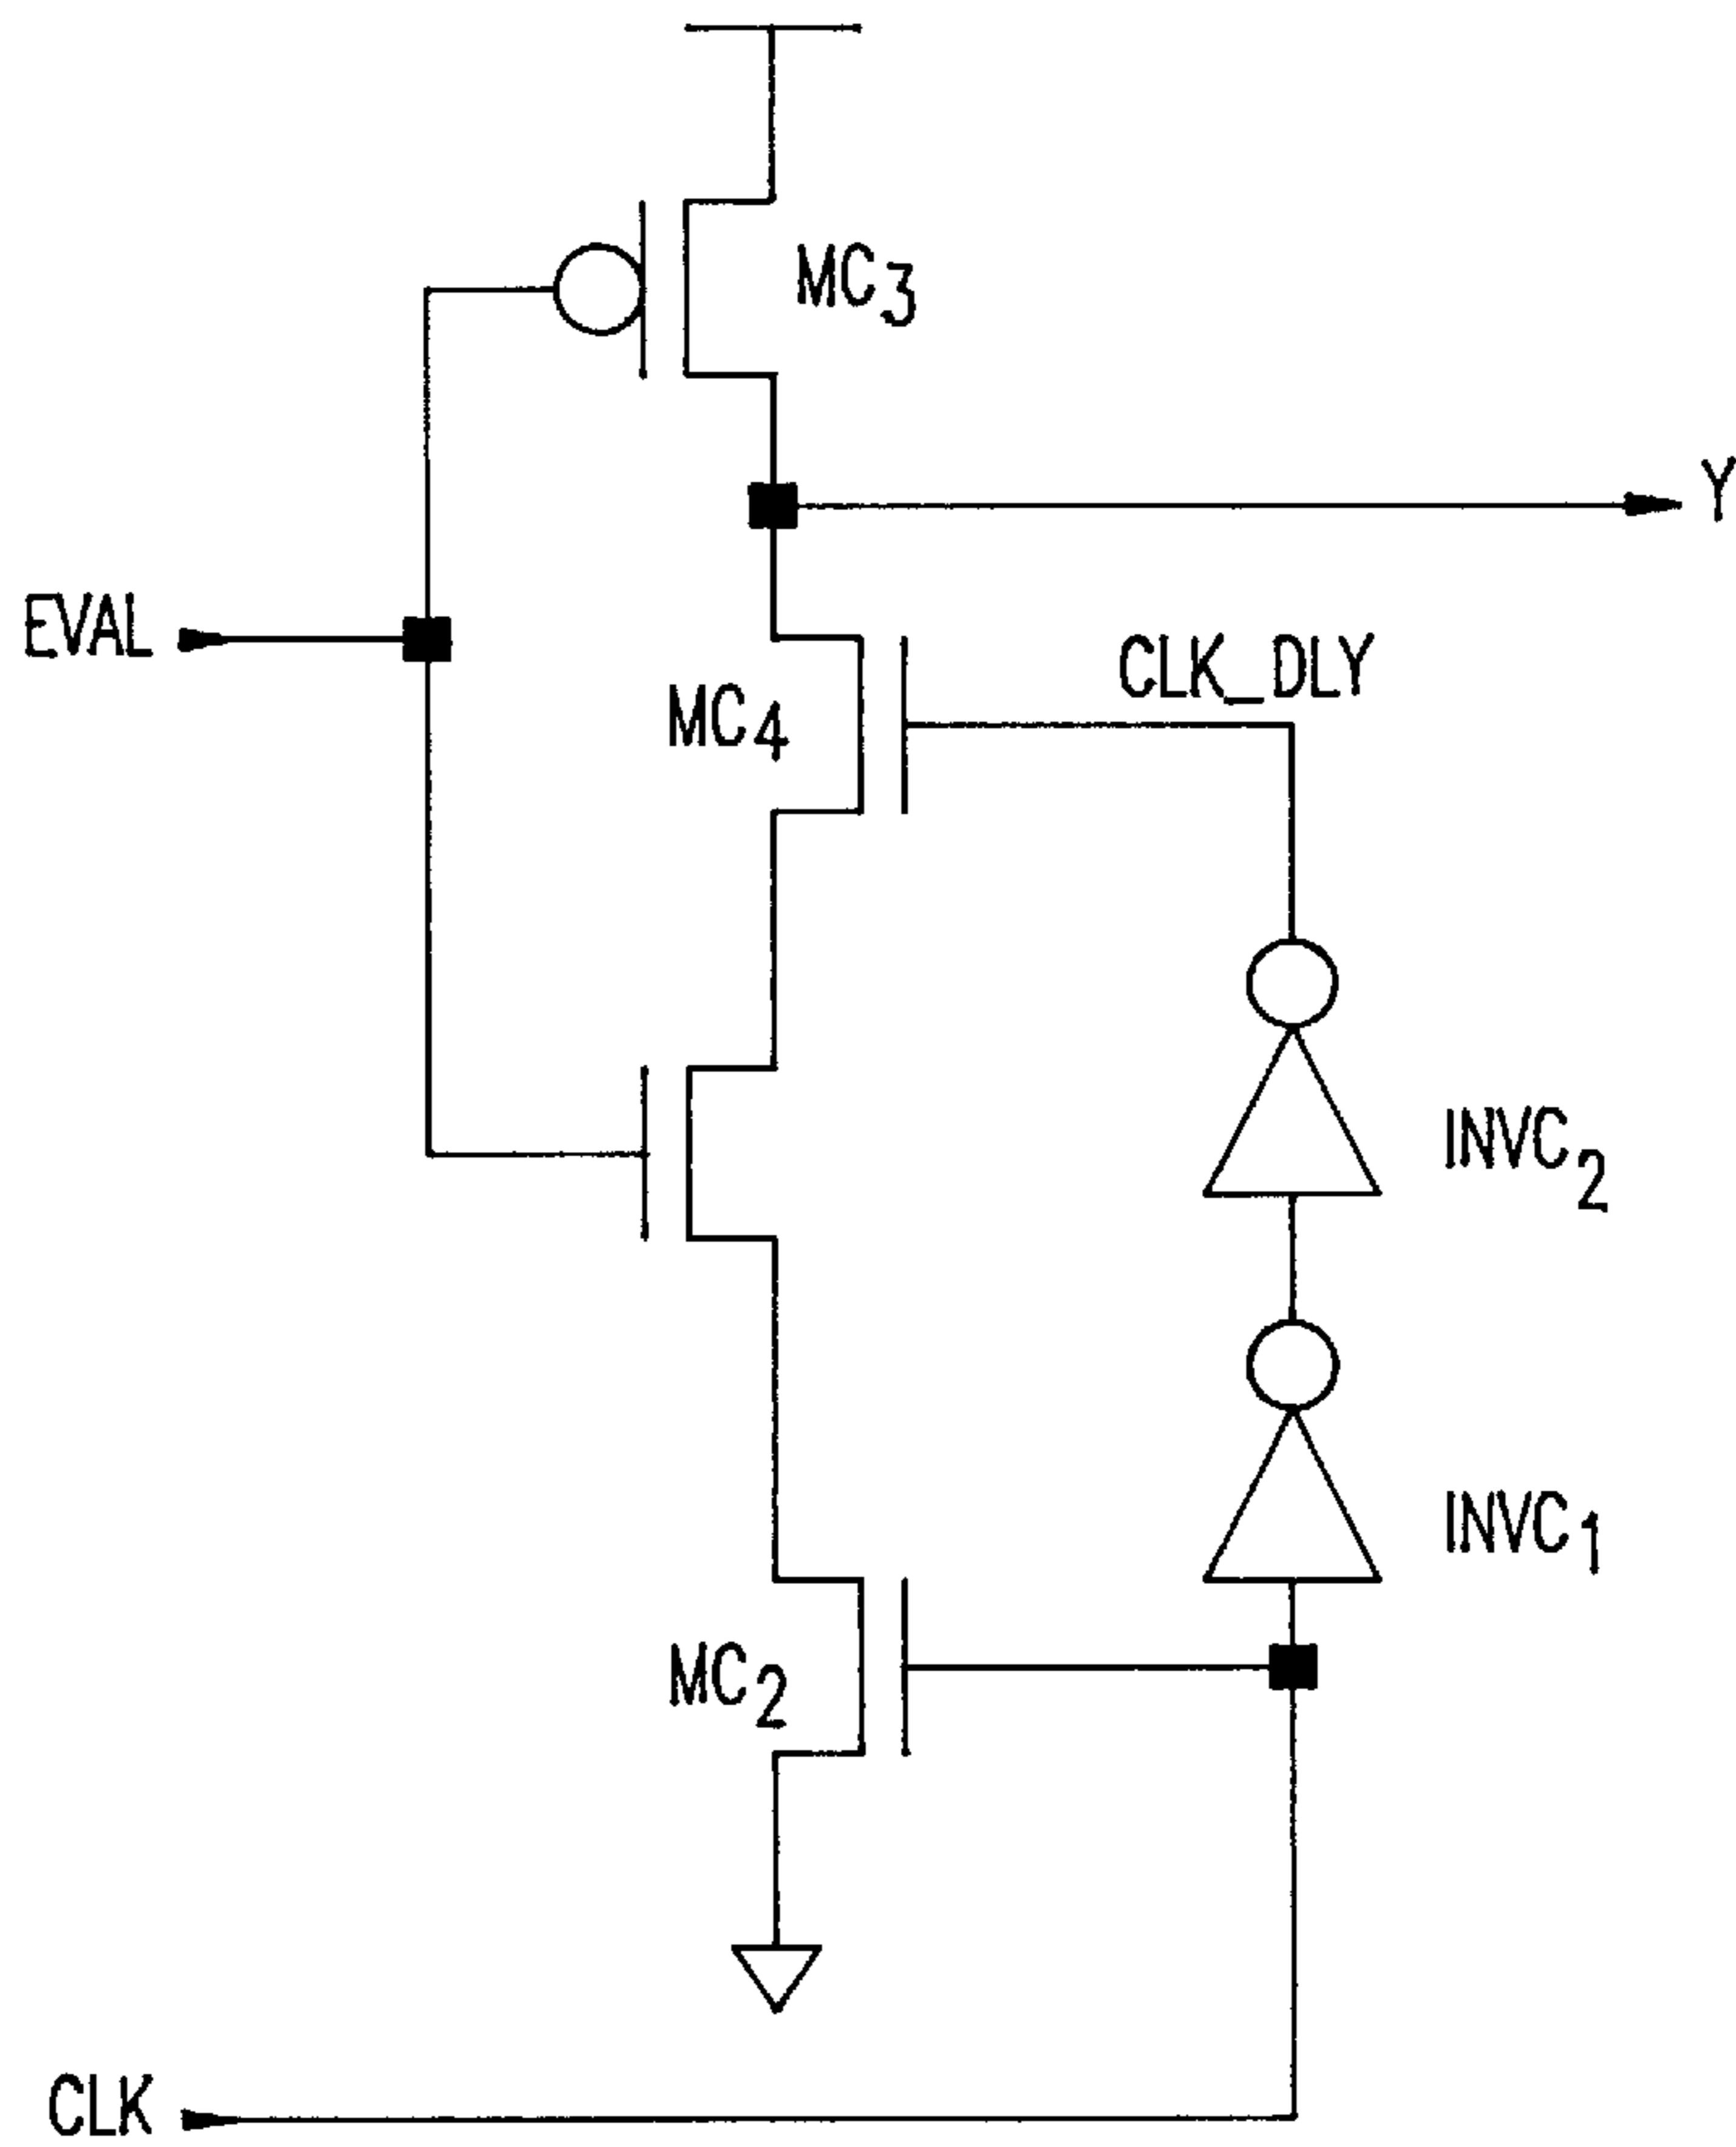 MC3
Y
EVAL
CLK_DLY
MC4
INVC2
INVC1
MC2
CLK